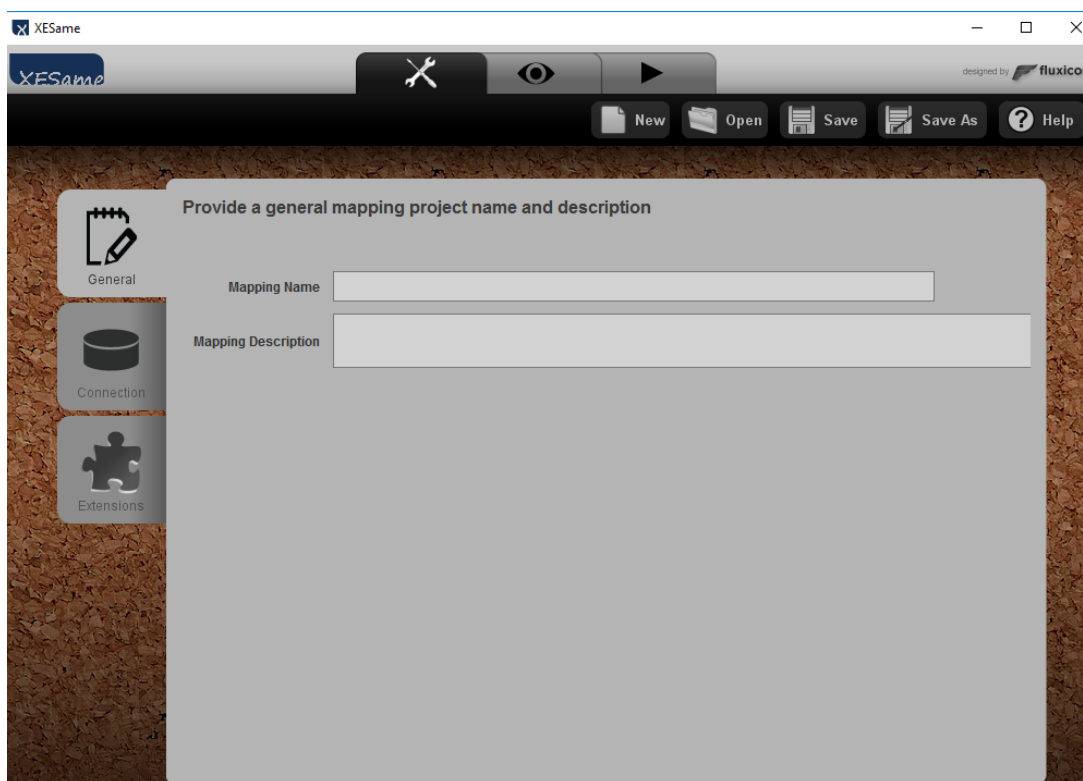 XESame
XESame
designed by fluxico
New Open Save Save As Help
Provide a general mapping project name and description
General
Mapping Name
Mapping Description
Connection
Extensions